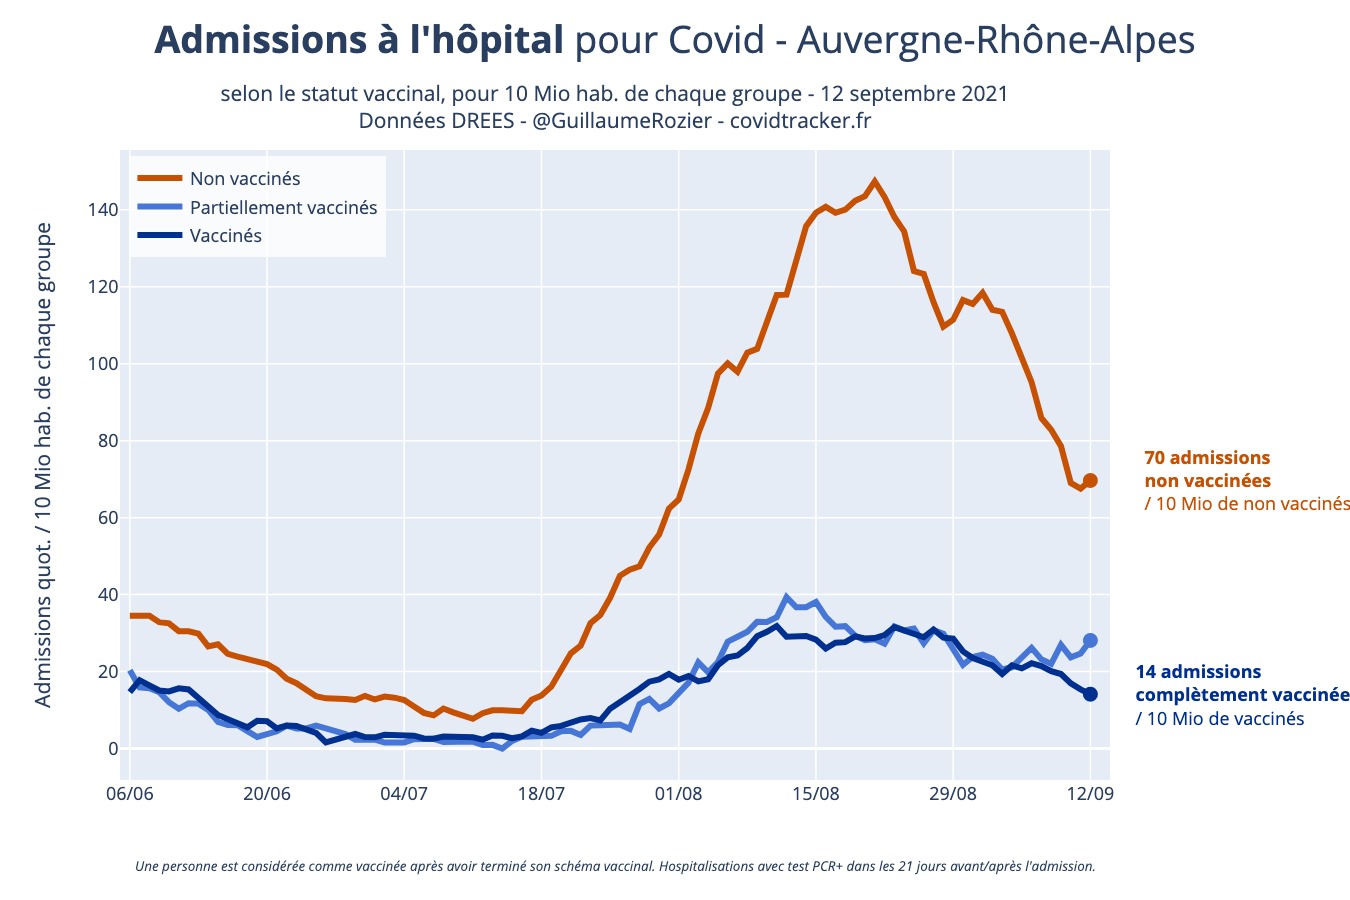 Admissions à l'hôpital pour Covid - Auvergne-Rhône-Alpes
selon le statut vaccinal, pour 10 Mio hab. de chaque groupe - 12 septembre 2021
Données DREES - @GuillaumeRozier - covidtracker.fr
Non vaccinés
Partiellement vaccinés
Vaccinés
Admissions quot. / 10 Mio hab. de chaque groupe
140
120
100
80
60
40
20
0
06/06
20/06
04/07
18/07
01/08
15/08
29/08
12/09
70 admissions
non vaccinées
/ 10 Mio de non vaccinés
14 admissions
complètement vaccinée
/ 10 Mio de vaccinés
Une personne est considérée comme vaccinée après avoir terminé son schéma vaccinal. Hospitalisations avec test PCR+ dans les 21 jours avant/après l'admission.